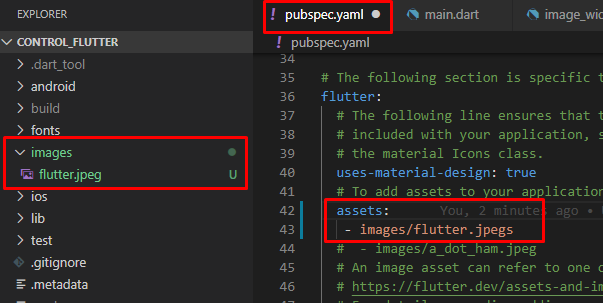 EXPLORER
CONTROL_FLUTTER
.dart_tool
android
build
fonts
images
flutter.jpeg U
ios
lib
test
.gitignore
.metadata
! pubspec.yaml
main.dart
image_wid
! pubspec.yaml
34
35 # The following section is specific t
36 flutter:
37 # The following line ensures that t
38 # included with your application, s
39 # the material Icons class.
40 uses-material-design: true
41 # To add assets to your application
42 assets: You, 2 minutes ago •
43 - images/flutter.jpegs
44 # - images/a_dot_ham.jpeg
45 # An image asset can refer to one o
46 # https://flutter.dev/assets-and-im